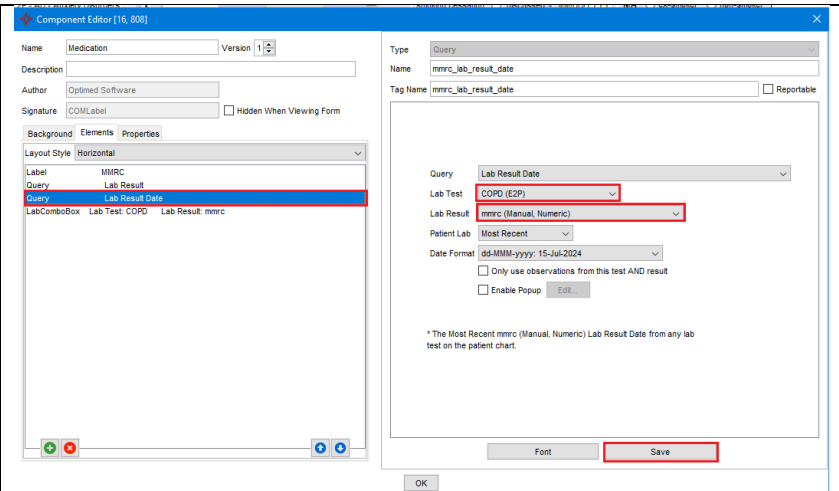 Component Editor [16, 808]
Name Medication Version 1
Description
Author Optimed Software
Signature COMLabel Hidden When Viewing Form
Background Elements Properties
Layout Style Horizontal
Label MMRC
Query Lab Result
Query Lab Result Date
LabComboBox Lab Test: COPD Lab Result: mmrc
Type Query
Name mmrc_lab_result_date
Tag Name mmrc_lab_result_date Reportable
Query Lab Result Date
Lab Test COPD (E2P)
Lab Result mmrc (Manual, Numeric)
Patient Lab Most Recent
Date Format dd-MMM-yyyy: 15-Jul-2024
Only use observations from this test AND result
Enable Popup Edit...
* The Most Recent mmrc (Manual, Numeric) Lab Result Date from any lab
test on the patient chart.
Font Save
OK